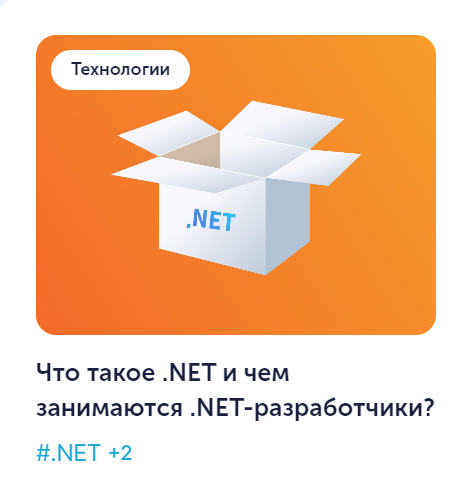 Технологии
.NET
Что такое .NET и чем
занимаются .NET-разработчики?
#.NET +2